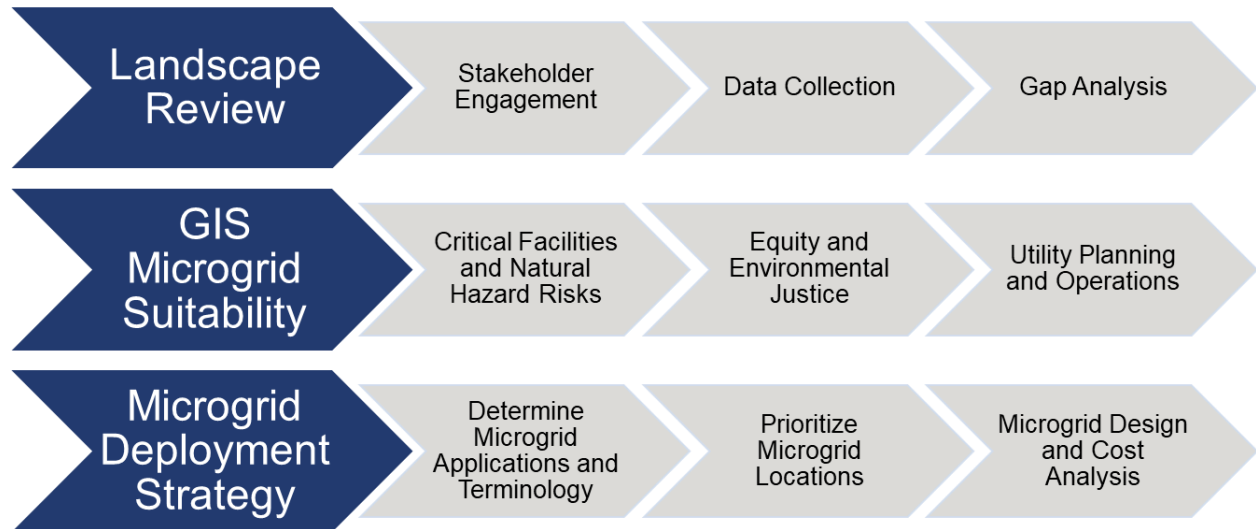 Landscape
Review
Stakeholder
Engagement
Data Collection
Gap Analysis
GIS
Microgrid
Suitability
Critical Facilities
and Natural
Hazard Risks
Equity and
Environmental
Justice
Utility Planning
and Operations
Microgrid
Deployment
Strategy
Determine
Microgrid
Applications and
Terminology
Prioritize
Microgrid
Locations
Microgrid Design
and Cost
Analysis